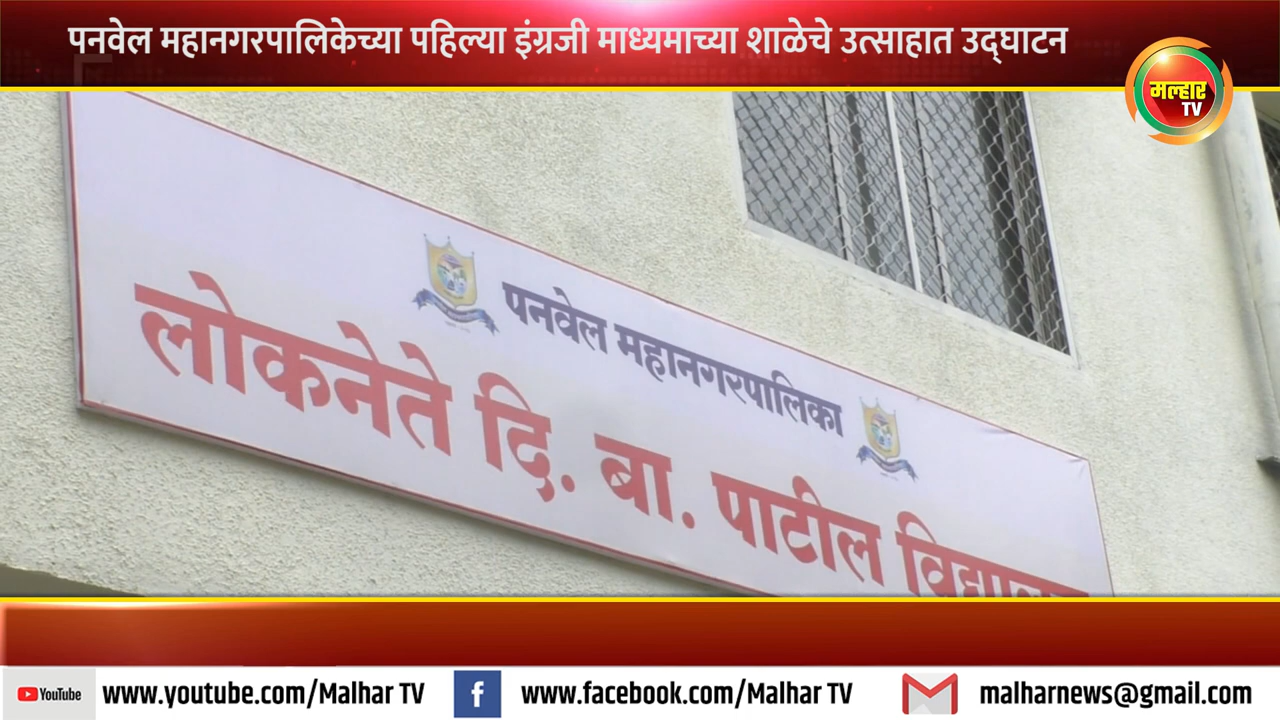 पनवेल महानगरपालिकेच्या पहिल्या इंग्रजी माध्यमाच्या शाळेचे उत्साहात उद्‌घाटन
मल्हार
TV
पनवेल महानगरपालिका
लोकनेते दि. बा. पाटील
YouTube
www.youtube.com/Malhar TV
www.facebook.com/Malhar TV
malharnews@gmail.com